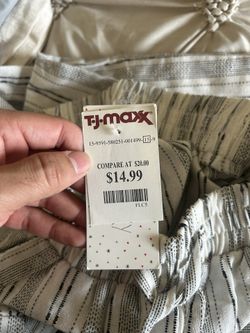 T·J·maxx
COMPARE AT $20.00
$14.99